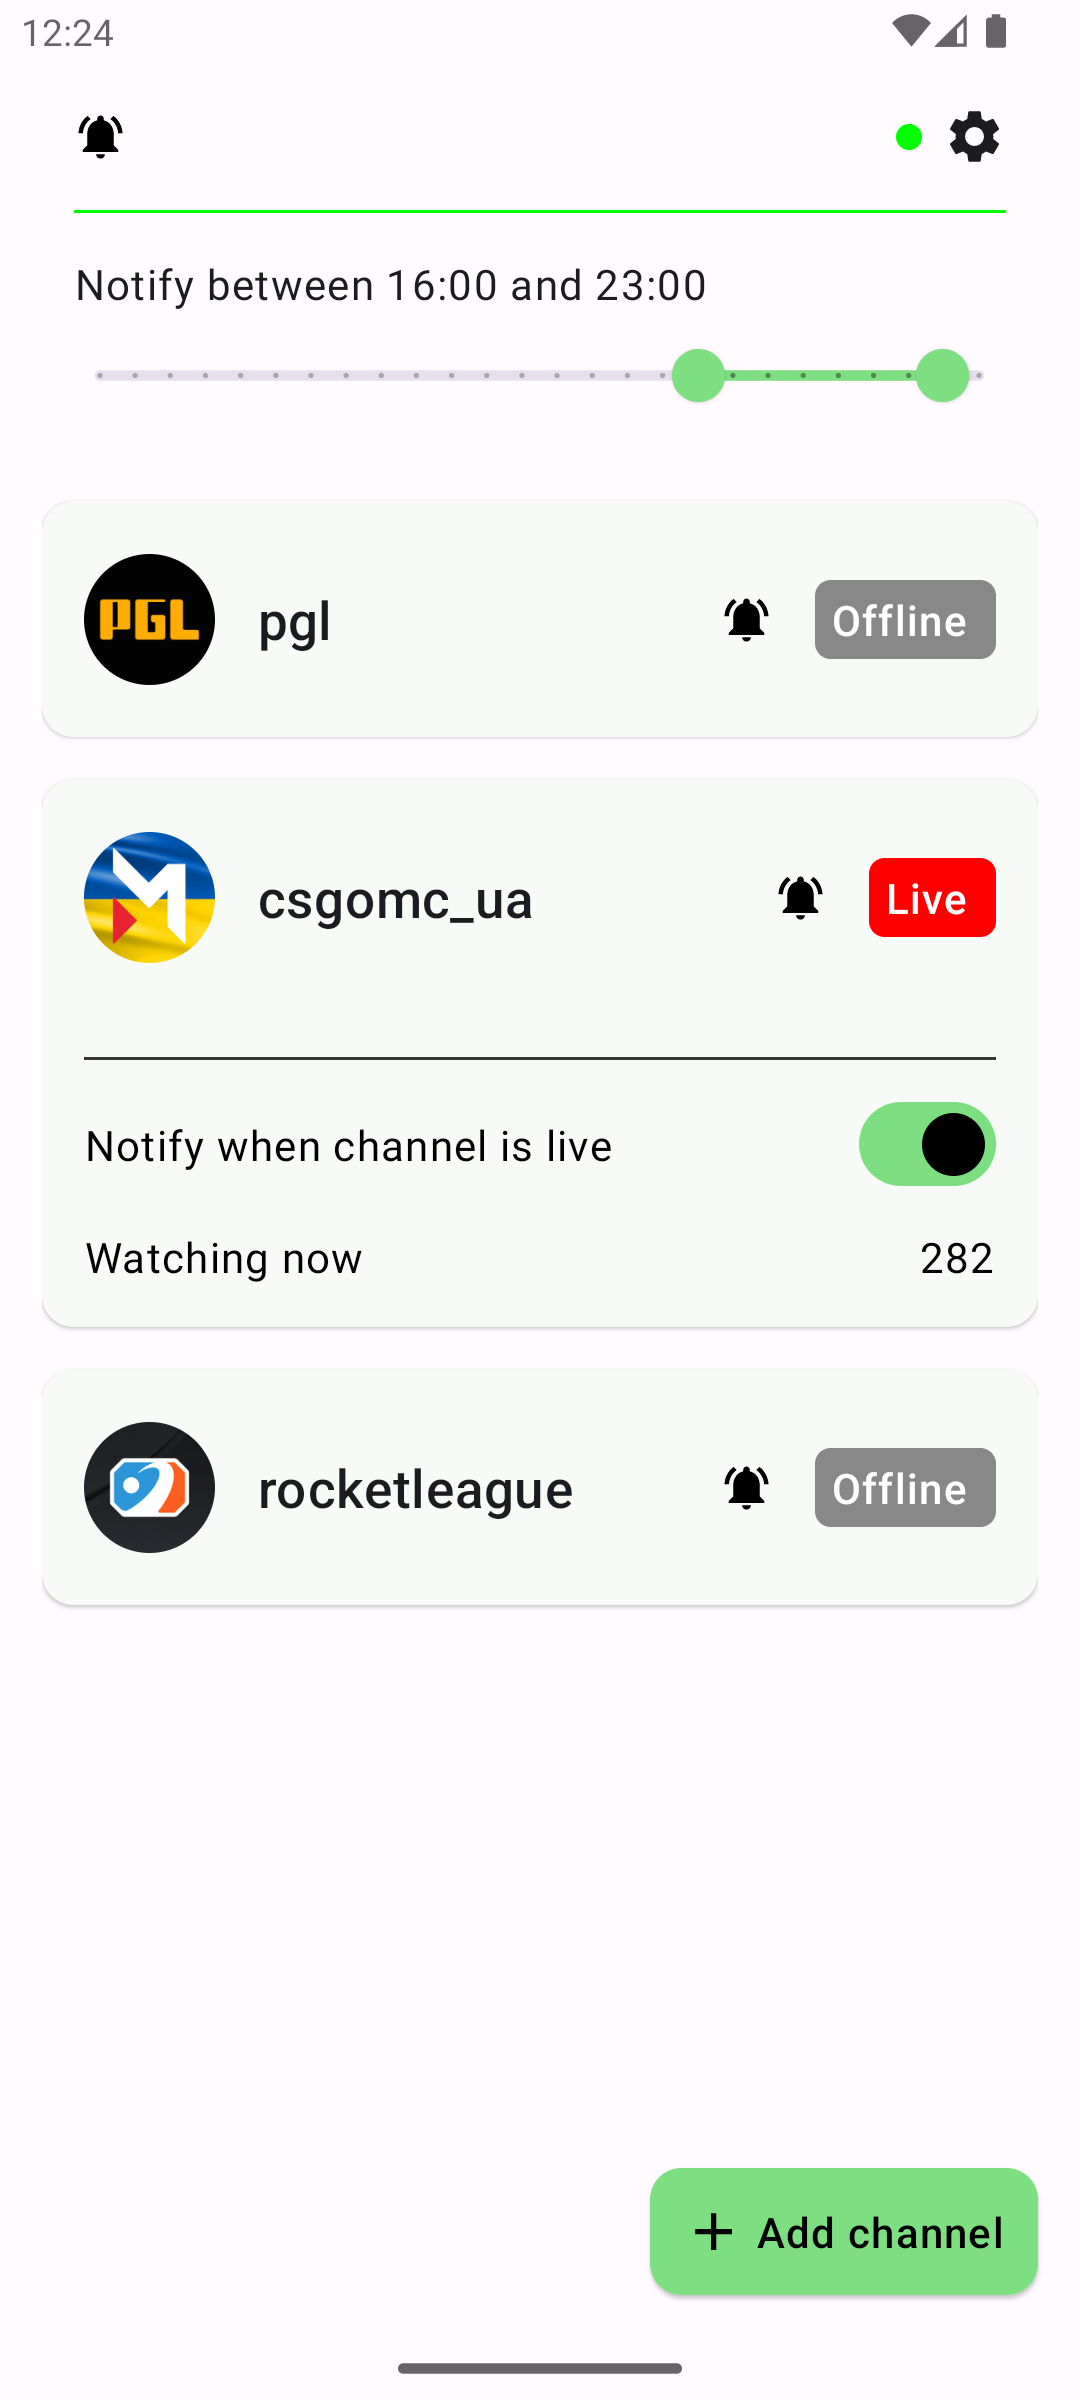 12:24
Notify between 16:00 and 23:00
PGL
pgl
Offline
csgomc_ua
Live
Notify when channel is live
Watching now
282
rocketleague
Offline
Add channel